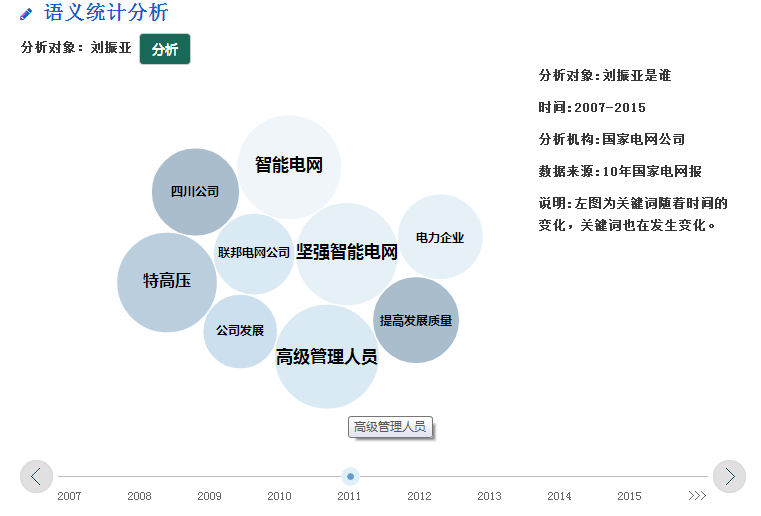 语义统计分析
分析对象：刘振亚 分析
分析对象:刘振亚是谁
时间:2007-2015
分析机构:国家电网公司
数据来源:10年国家电网报
说明:左图为关键词随着时间的
变化，关键词也在发生变化。
智能电网
四川公司
电力企业
联邦电网公司
坚强智能电网
特高压
提高发展质量
公司发展
高级管理人员
高级管理人员
2007 2008 2009 2010 2011 2012 2013 2014 2015 >>>